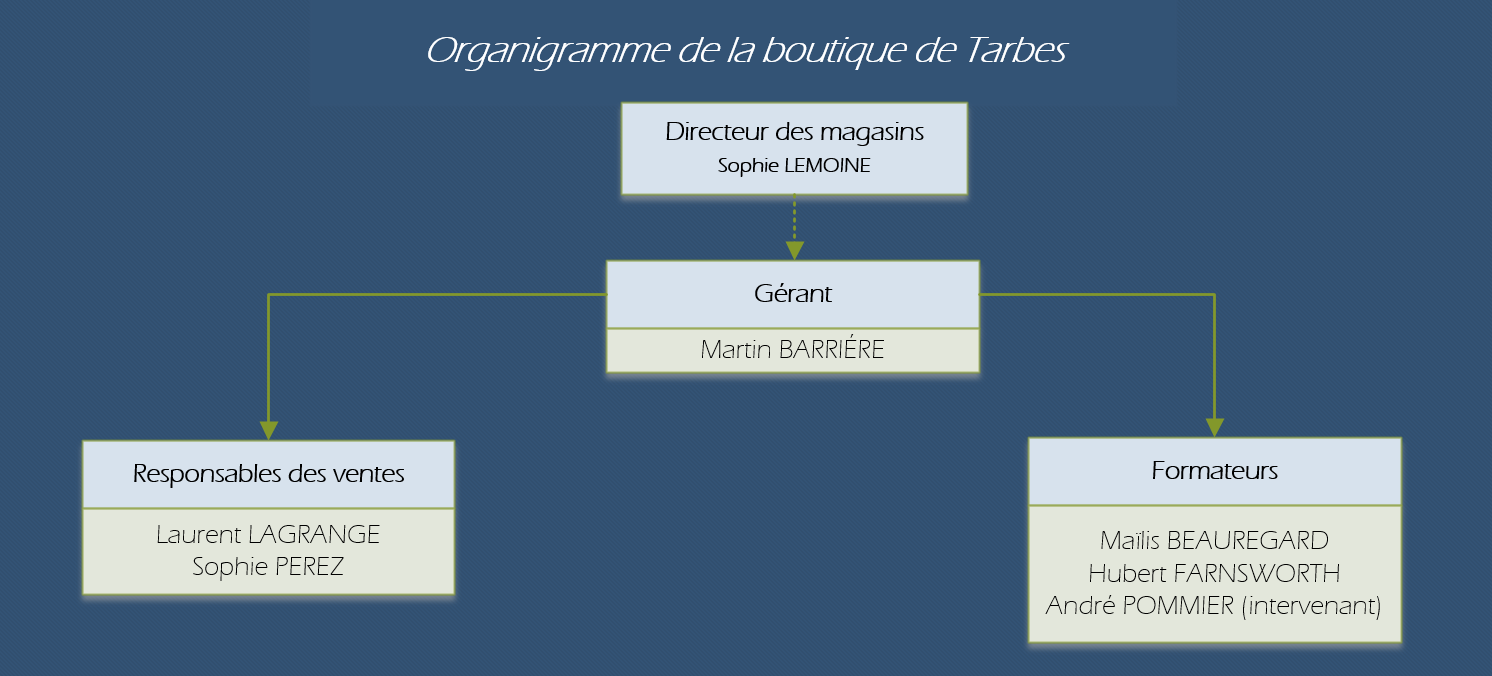 Organigramme de la boutique de Tarbes
Directeur des magasins
Sophie LEMOINE
Gérant
Martin BARRIÉRE
Responsables des ventes
Laurent LAGRANGE
Sophie PEREZ
Formateurs
Maïlis BEAUREGARD
Hubert FARNSWORTH
André POMMIER (intervenant)